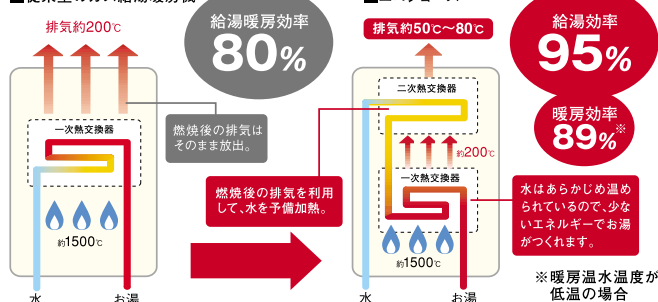 排気約200℃
給湯暖房効率
80%
一次熱交換器
燃焼後の排気は
そのまま放出。
約1500℃
水
お湯
排気約50℃～80℃
給湯効率
95%
暖房効率
89%※
二次熱交換器
約200℃
燃焼後の排気を利用
して、水を予備加熱。
一次熱交換器
水はあらかじめ温め
られているので、少な
いエネルギーでお湯
がつくれます。
約1500℃
水
お湯
※暖房温水温度が
低温の場合